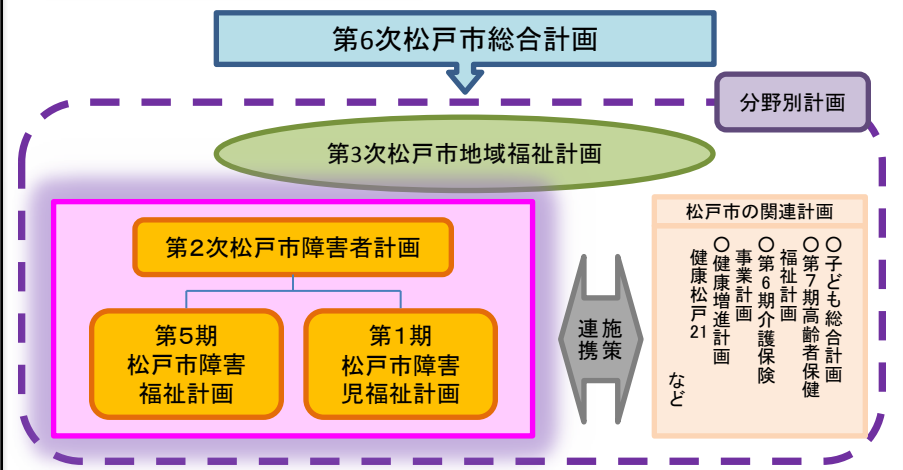 第6次松戸市総合計画
分野別計画
第3次松戸市地域福祉計画
第2次松戸市障害者計画
第5期
松戸市障害
福祉計画
第1期
松戸市障害
児福祉計画
施策
連携
松戸市の関連計画
〇子ども総合計画
〇第7期高齢者保健
福祉計画
〇第6期介護保険
事業計画
〇健康増進計画
健康松戸21
など